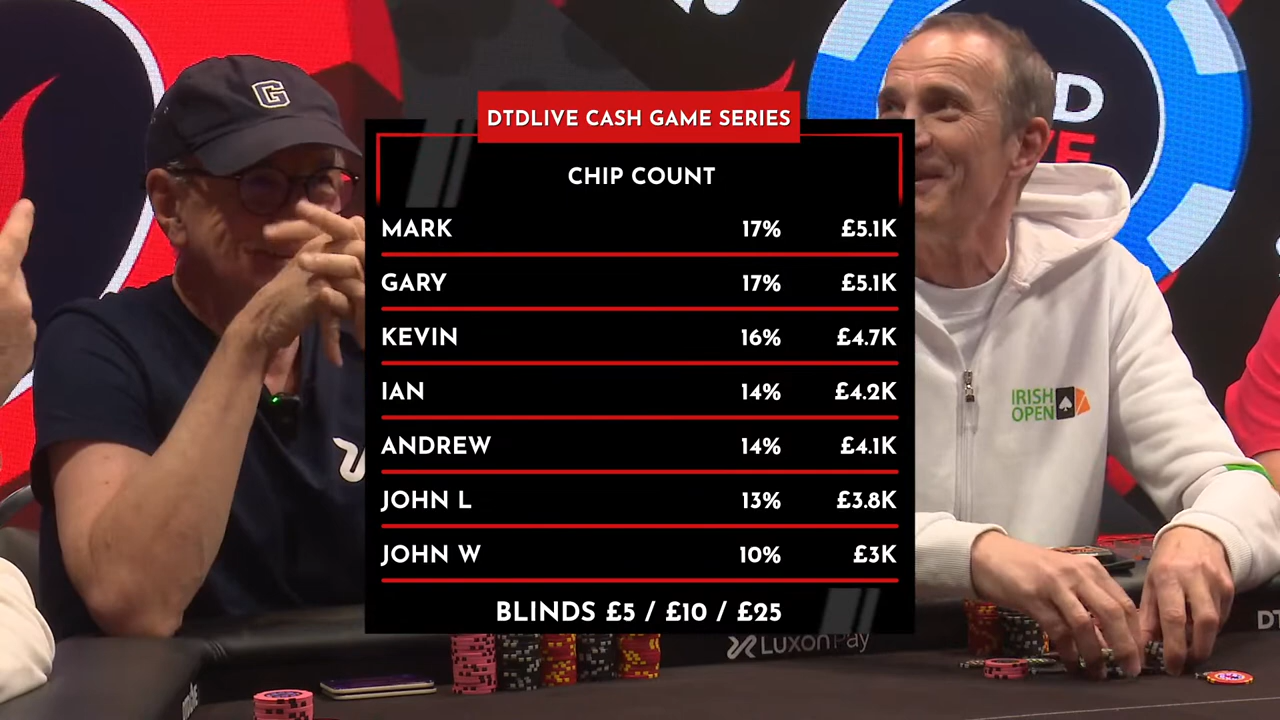 G
DTDLIVE CASH GAME SERIES
CHIP COUNT
MARK 17% £5.1K
GARY 17% £5.1K
KEVIN 16% £4.7K
IAN 14% £4.2K
ANDREW 14% £4.1K
JOHN L 13% £3.8K
JOHN W 10% £3K
BLINDS £5 / £10 / £25
IRISH
OPEN
LuxonPay